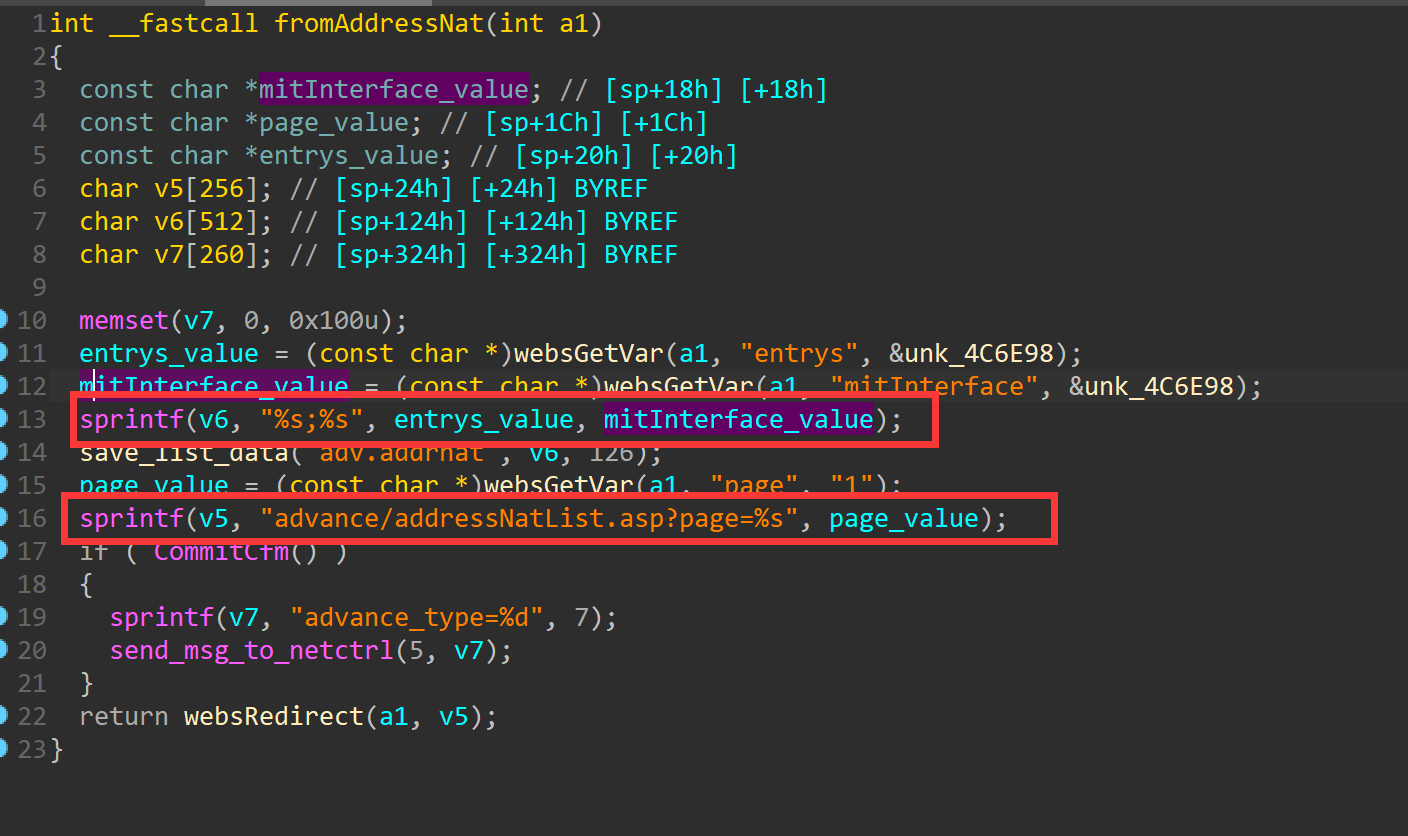 1 int __fastcall fromAddressNat(int a1)
2 {
3 const char *mitInterface_value; // [sp+18h] [+18h]
4 const char *page_value; // [sp+1Ch] [+1Ch]
5 const char *entrys_value; // [sp+20h] [+20h]
6 char v5[256]; // [sp+24h] [+24h] BYREF
7 char v6[512]; // [sp+124h] [+124h] BYREF
8 char v7[260]; // [sp+324h] [+324h] BYREF
9
10 memset(v7, 0, 0x100u);
11 entrys_value = (const char *)websGetVar(a1, "entrys", &unk_4C6E98);
12 mitInterface_value = (const char *)websGetVar(a1, "mitInterface", &unk_4C6E98);
13 sprintf(v6, "%s;%s", entrys_value, mitInterface_value);
14 save_list_data("adv.addrnat", v6, 126);
15 page_value = (const char *)websGetVar(a1, "page", "1");
16 sprintf(v5, "advance/addressNatList.asp?page=%s", page_value);
17 if ( CommitCfm() )
18 {
19 sprintf(v7, "advance_type=%d", 7);
20 send_msg_to_netctrl(5, v7);
21 }
22 return websRedirect(a1, v5);
23 }